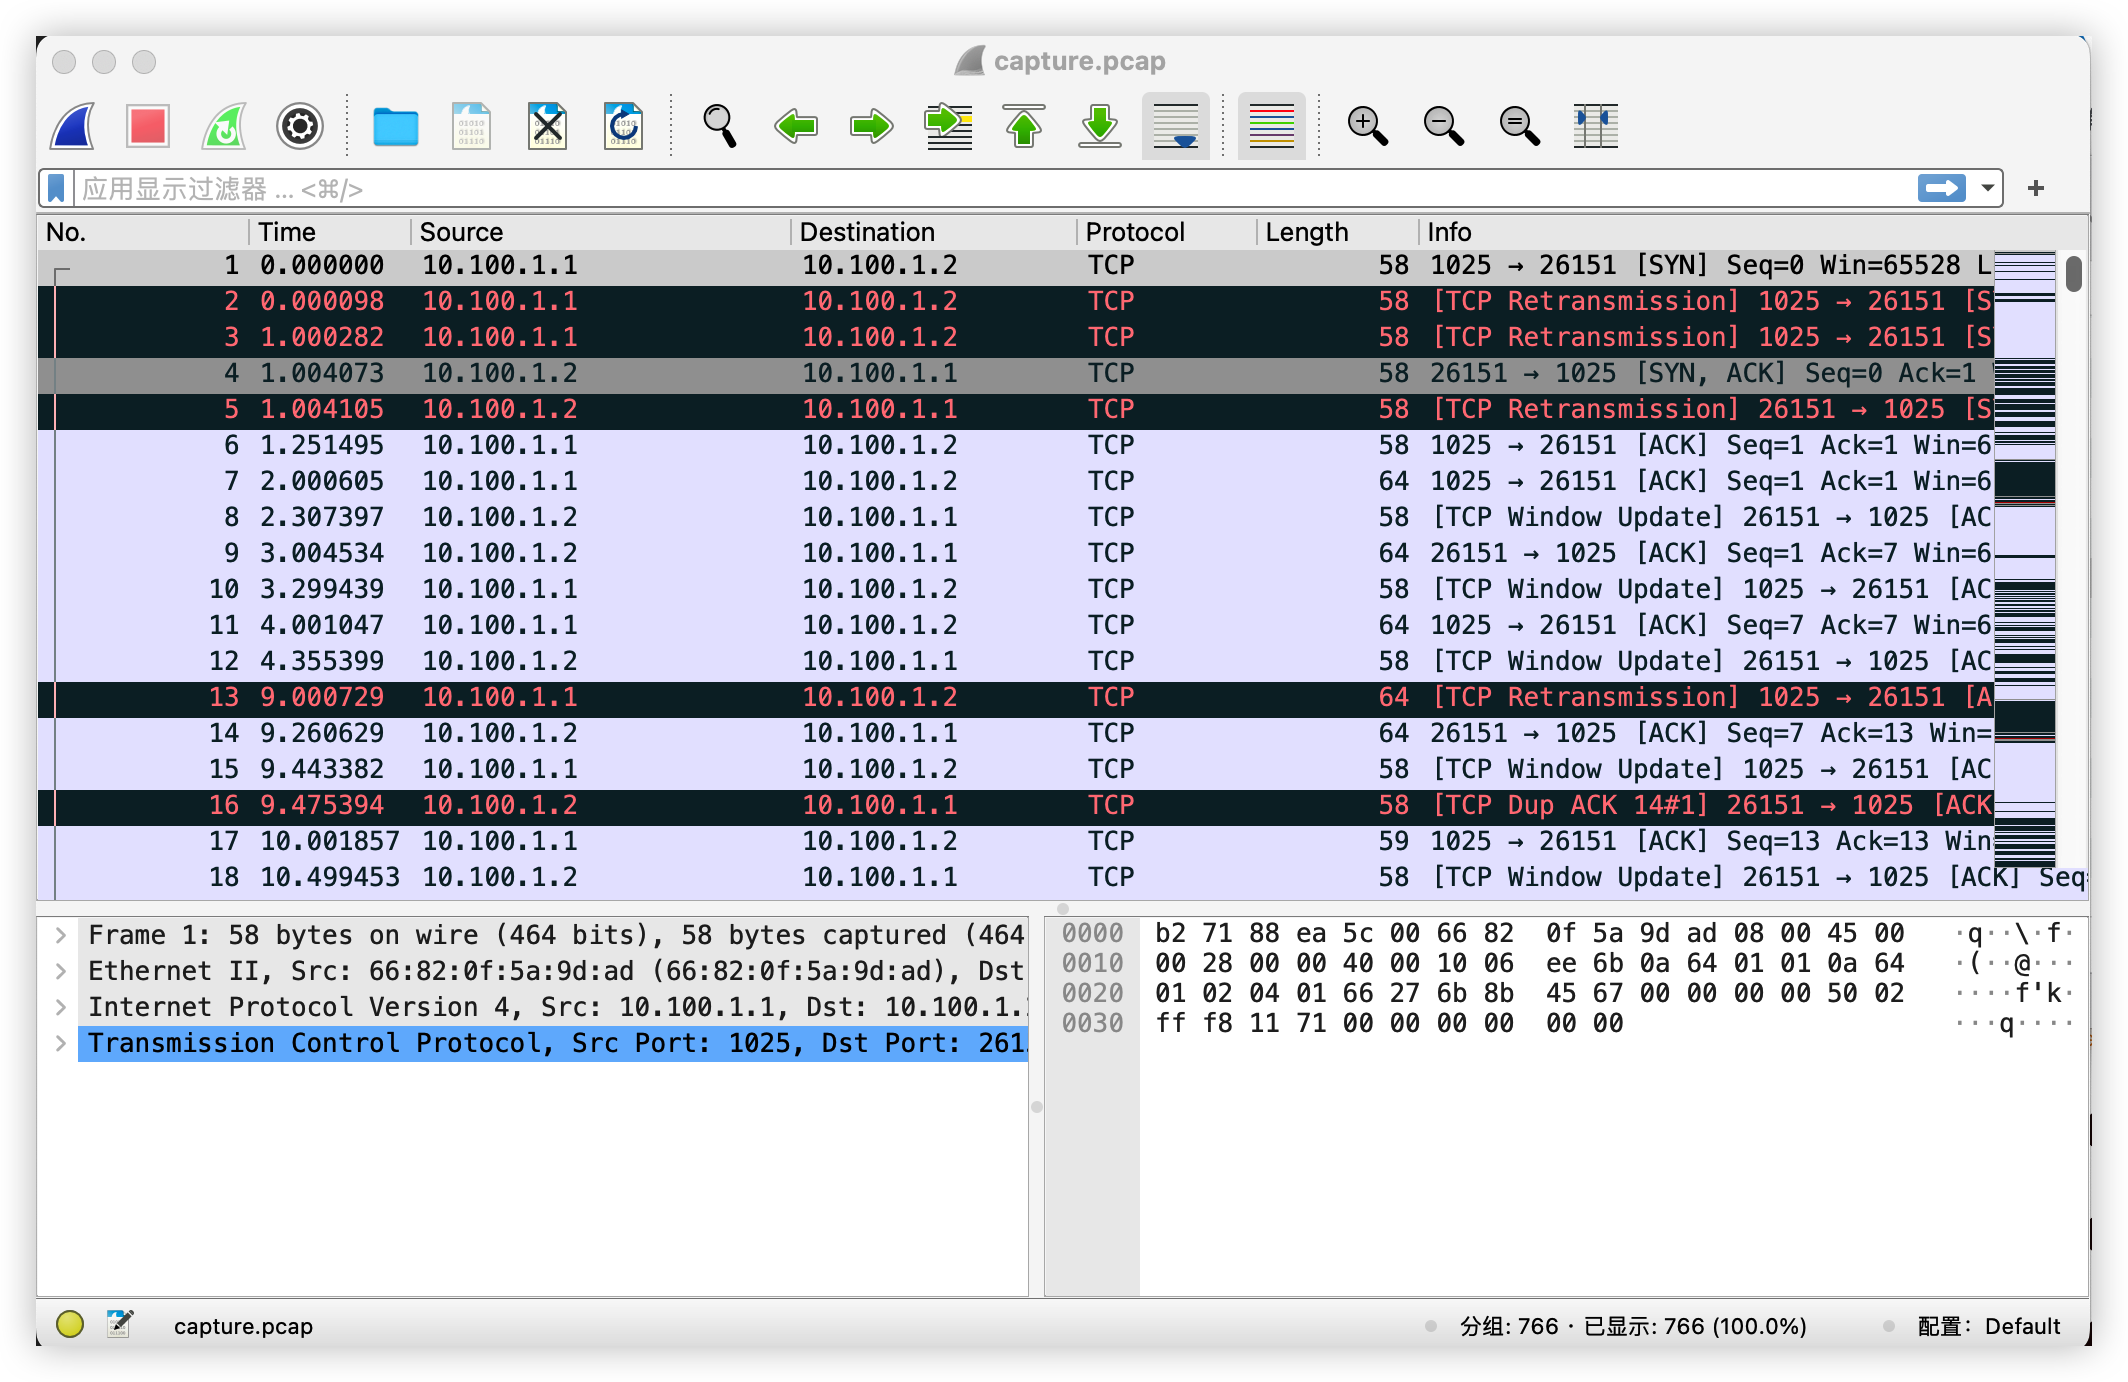 capture.pcap
应用显示过滤器 … <⌘/>
No. Time Source Destination Protocol Length Info
1 0.000000 10.100.1.1 10.100.1.2 TCP 58 1025 → 26151 [SYN] Seq=0 Win=65528 L
2 0.000098 10.100.1.1 10.100.1.2 TCP 58 [TCP Retransmission] 1025 → 26151 [S
3 1.000282 10.100.1.1 10.100.1.2 TCP 58 [TCP Retransmission] 1025 → 26151 [S
4 1.004073 10.100.1.2 10.100.1.1 TCP 58 26151 → 1025 [SYN, ACK] Seq=0 Ack=1
5 1.004105 10.100.1.2 10.100.1.1 TCP 58 [TCP Retransmission] 26151 → 1025 [S
6 1.251495 10.100.1.1 10.100.1.2 TCP 58 1025 → 26151 [ACK] Seq=1 Ack=1 Win=6
7 2.000605 10.100.1.1 10.100.1.2 TCP 64 1025 → 26151 [ACK] Seq=1 Ack=1 Win=6
8 2.307397 10.100.1.2 10.100.1.1 TCP 58 [TCP Window Update] 26151 → 1025 [AC
9 3.004534 10.100.1.2 10.100.1.1 TCP 64 26151 → 1025 [ACK] Seq=1 Ack=7 Win=6
10 3.299439 10.100.1.1 10.100.1.2 TCP 58 [TCP Window Update] 1025 → 26151 [AC
11 4.001047 10.100.1.1 10.100.1.2 TCP 64 1025 → 26151 [ACK] Seq=7 Ack=7 Win=6
12 4.355399 10.100.1.2 10.100.1.1 TCP 58 [TCP Window Update] 26151 → 1025 [AC
13 9.000729 10.100.1.1 10.100.1.2 TCP 64 [TCP Retransmission] 1025 → 26151 [A
14 9.260629 10.100.1.2 10.100.1.1 TCP 64 26151 → 1025 [ACK] Seq=7 Ack=13 Win=
15 9.443382 10.100.1.1 10.100.1.2 TCP 58 [TCP Window Update] 1025 → 26151 [AC
16 9.475394 10.100.1.2 10.100.1.1 TCP 58 [TCP Dup ACK 14#1] 26151 → 1025 [ACK
17 10.001857 10.100.1.1 10.100.1.2 TCP 59 1025 → 26151 [ACK] Seq=13 Ack=13 Win
18 10.499453 10.100.1.2 10.100.1.1 TCP 58 [TCP Window Update] 26151 → 1025 [ACK] Seq=
Frame 1: 58 bytes on wire (464 bits), 58 bytes captured (464
Ethernet II, Src: 66:82:0f:5a:9d:ad (66:82:0f:5a:9d:ad), Dst
Internet Protocol Version 4, Src: 10.100.1.1, Dst: 10.100.1.
Transmission Control Protocol, Src Port: 1025, Dst Port: 261
0000 b2 71 88 ea 5c 00 66 82 0f 5a 9d ad 08 00 45 00 ·q··\·f·
0010 00 28 00 00 40 00 10 06 ee 6b 0a 64 01 01 0a 64 ·(··@···
0020 01 02 04 01 66 27 6b 8b 45 67 00 00 00 00 50 02 ····f'k·
0030 ff f8 11 71 00 00 00 00 00 00 ···q····
capture.pcap
分组: 766 · 已显示: 766 (100.0%)
配置: Default